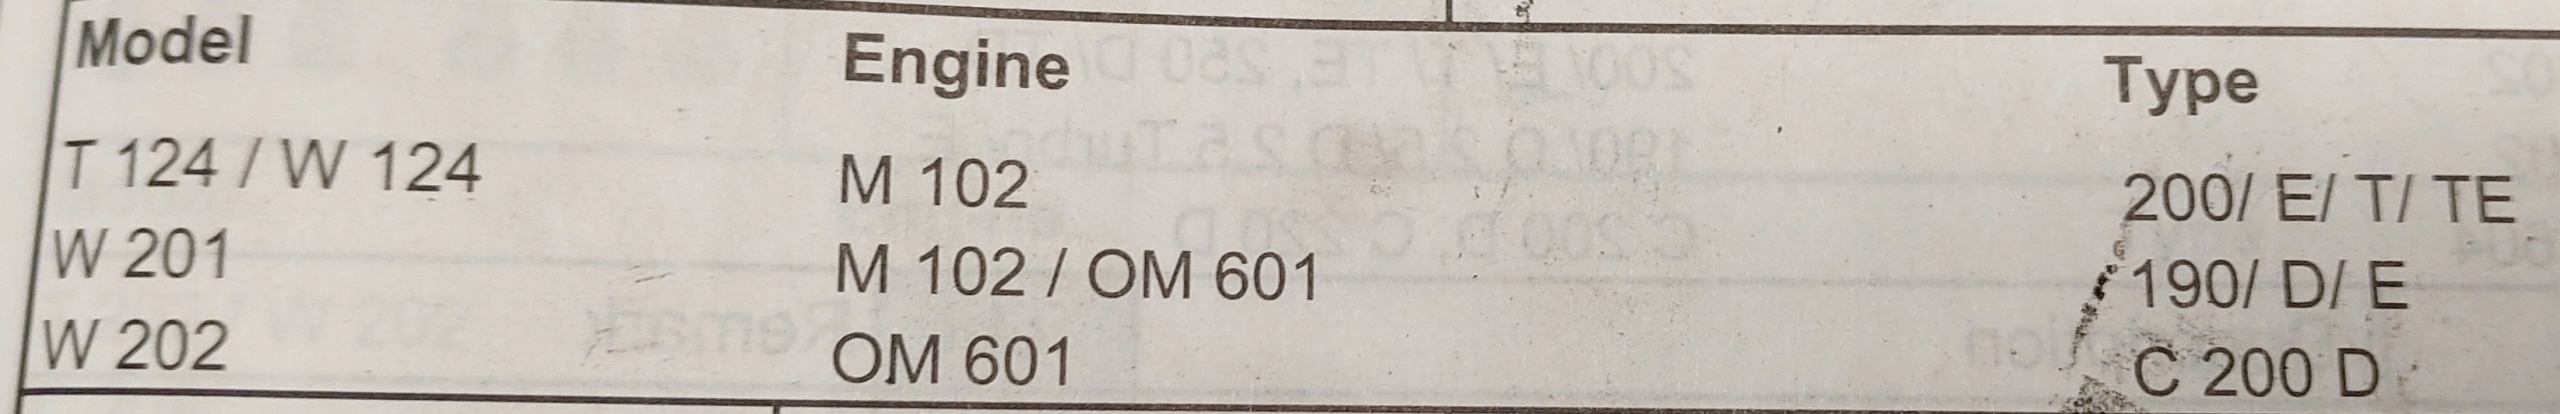 Model Engine Type
T 124 / W 124 M 102 200/ E/ T/ TE
W 201 M 102 / OM 601 190/ D/ E
W 202 OM 601 C 200 D